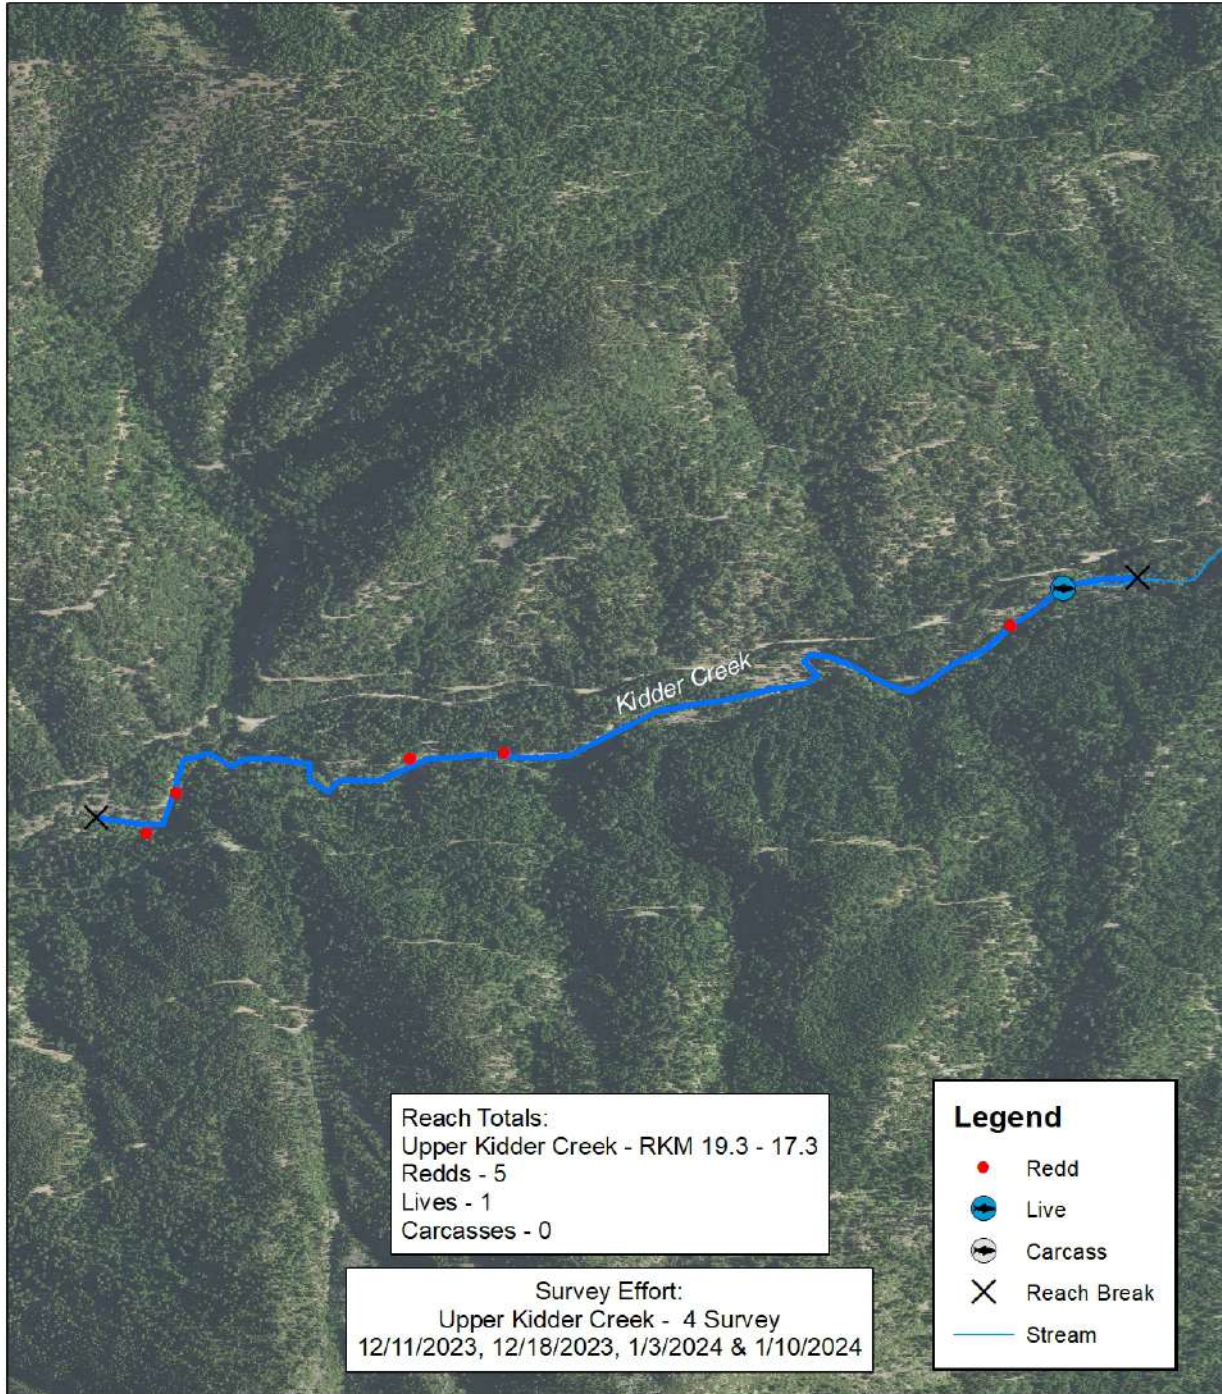 Kidder Creek
Reach Totals:
Upper Kidder Creek - RKM 19.3 - 17.3
Redds - 5
Lives - 1
Carcasses - 0
Survey Effort:
Upper Kidder Creek - 4 Survey
12/11/2023, 12/18/2023, 1/3/2024 & 1/10/2024
Legend
Redd
Live
Carcass
Reach Break
Stream